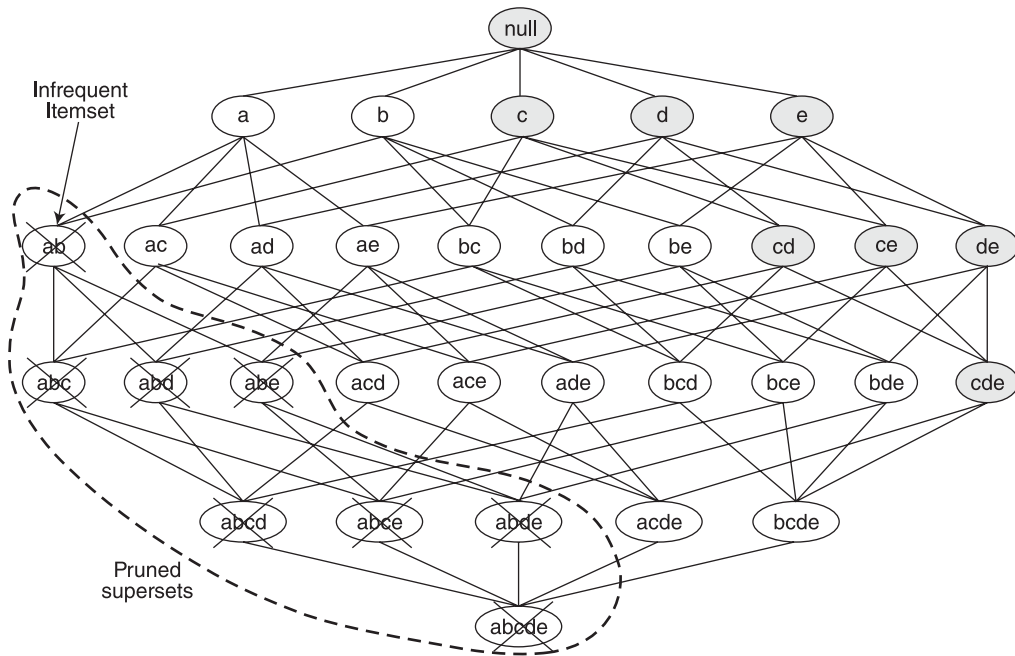 null
Infrequent
Itemset
a b c d e
ab ac ad ae bc bd be cd ce de
abc abd abe acd ace ade bcd bce bde cde
abcd abce abde acde bcde
Pruned
supersets
abcde